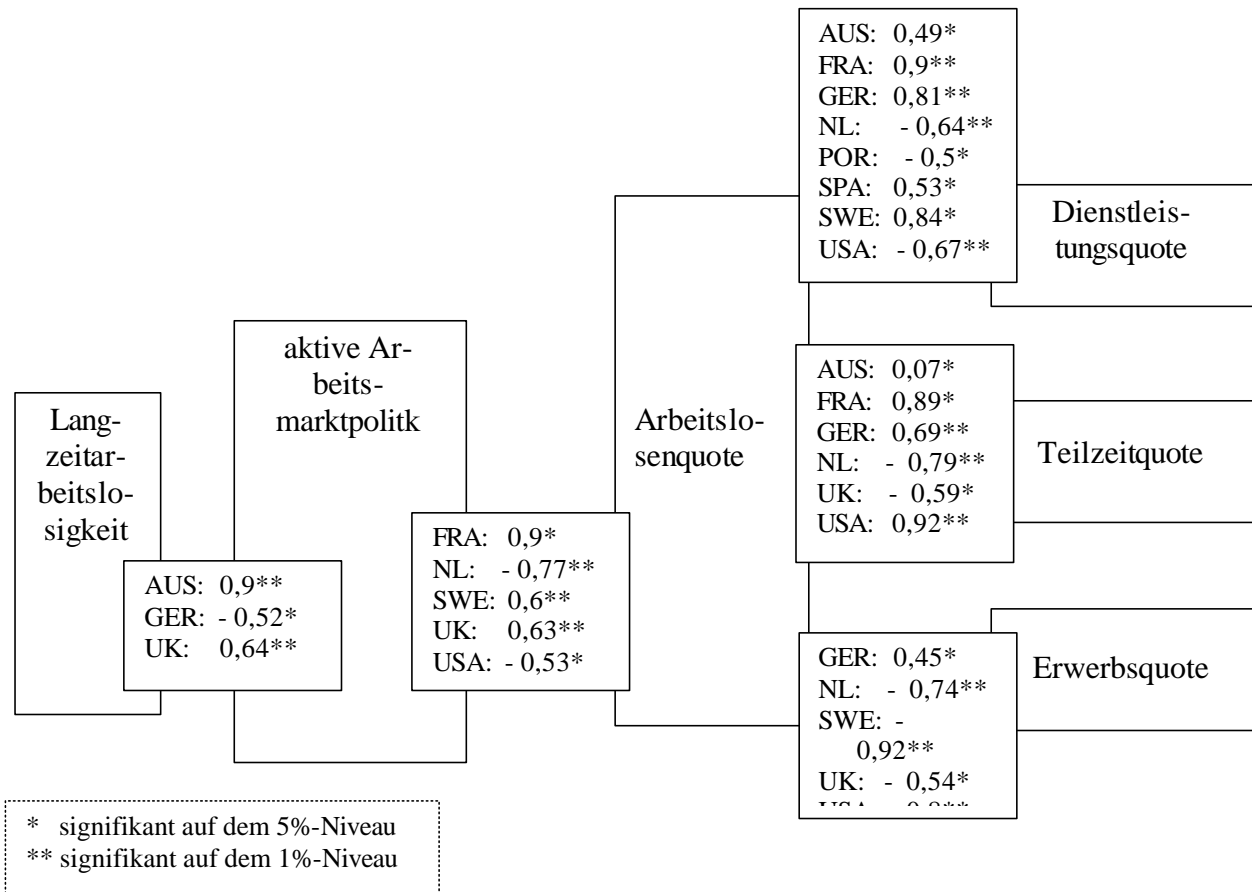 AUS: 0,49*
FRA: 0,9**
GER: 0,81**
NL: - 0,64**
POR: - 0,5*
SPA: 0,53*
SWE: 0,84*
USA: - 0,67**
Dienstleis-
tungsquote
aktive Ar-
beits-
marktpolitk
AUS: 0,07*
FRA: 0,89*
GER: 0,69**
NL: - 0,79**
UK: - 0,59*
USA: 0,92**
Teilzeitquote
Lang-
zeitar-
beitslo-
sigkeit
Arbeitslo-
senquote
FRA: 0,9*
NL: - 0,77**
SWE: 0,6**
UK: 0,63**
USA: - 0,53*
AUS: 0,9**
GER: - 0,52*
UK: 0,64**
GER: 0,45*
NL: - 0,74**
SWE: -
0,92**
UK: - 0,54*
Erwerbsquote
* signifikant auf dem 5%-Niveau
** signifikant auf dem 1%-Niveau